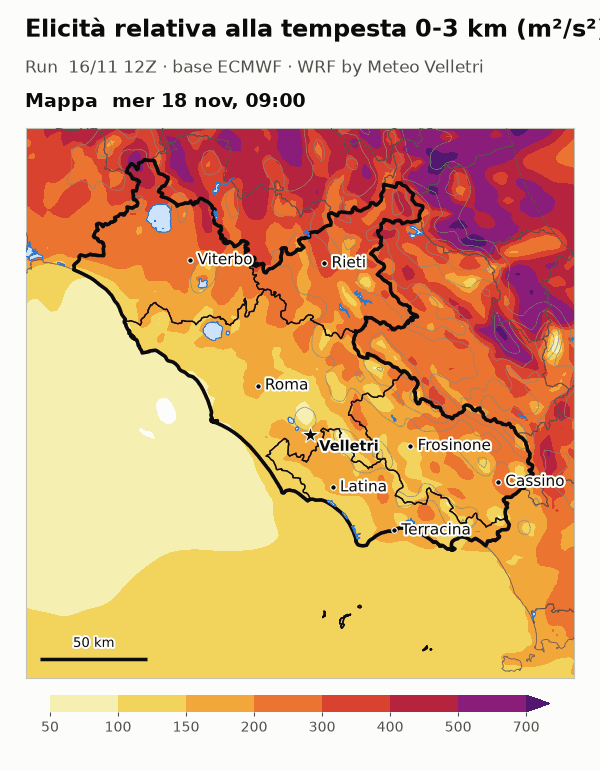 Elicità relativa alla tempesta 0-3 km (m²/s²)
Run 16/11 12Z · base ECMWF · WRF by Meteo Velletri
Mappa mer 18 nov, 09:00
Viterbo
Rieti
Roma
Velletri
Frosinone
Cassino
Latina
Terracina
50 km
50 100 150 200 300 400 500 700